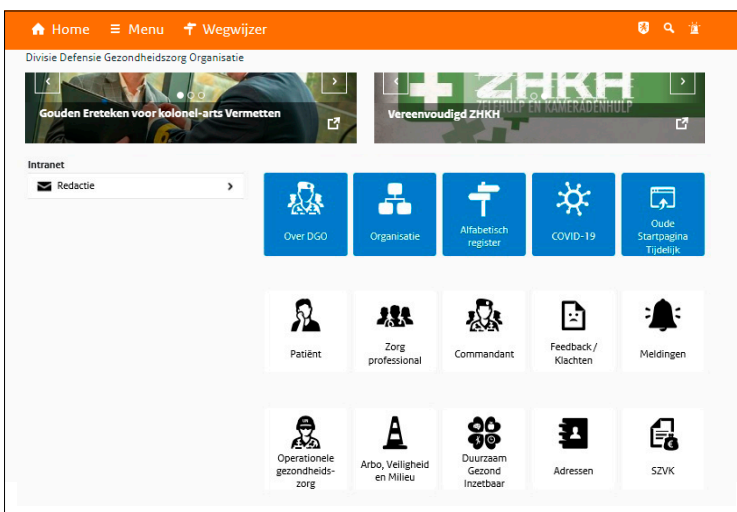 Home Menu Wegwijzer
Divisie Defensie Gezondheidszorg Organisatie
ZHKH
ZELFHULP EN KAMERADENHULP
Gouden Ereteken voor kolonel-arts Vermetten
Vereenvoudigd ZHKH
Intranet
Redactie
Over DGO
Organisatie
Alfabetisch
register
COVID-19
Oude
Startpagina
Tijdelijk
Patiënt
Zorg
professional
Commandant
Feedback /
Klachten
Meldingen
Operationele
gezondheids-
zorg
Arbo, Veiligheid
en Milieu
Duurzaam
Gezond
Inzetbaar
Adressen
SZVK